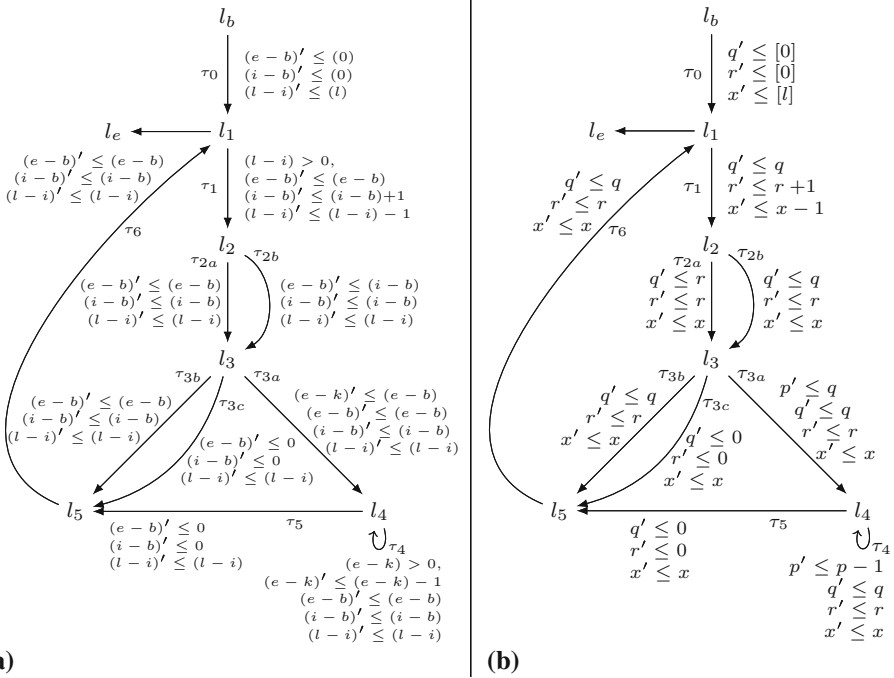 l_b
τ_0
(e − b)′ ≤ (0)
(i − b)′ ≤ (0)
(l − i)′ ≤ (l)
l_e
l_1
(e − b)′ ≤ (e − b)
(i − b)′ ≤ (i − b)
(l − i)′ ≤ (l − i)
τ_6
τ_1
(l − i) > 0,
(e − b)′ ≤ (e − b)
(i − b)′ ≤ (i − b)+1
(l − i)′ ≤ (l − i) − 1
l_2
τ_2a
τ_2b
(e − b)′ ≤ (e − b)
(i − b)′ ≤ (i − b)
(l − i)′ ≤ (l − i)
(e − b)′ ≤ (i − b)
(i − b)′ ≤ (i − b)
(l − i)′ ≤ (l − i)
l_3
τ_3b
τ_3c
τ_3a
(e − b)′ ≤ (e − b)
(i − b)′ ≤ (i − b)
(l − i)′ ≤ (l − i)
(e − b)′ ≤ 0
(i − b)′ ≤ 0
(l − i)′ ≤ (l − i)
(e − k)′ ≤ (e − b)
(e − b)′ ≤ (e − b)
(i − b)′ ≤ (i − b)
(l − i)′ ≤ (l − i)
l_5
l_4
τ_5
(e − b)′ ≤ 0
(i − b)′ ≤ 0
(l − i)′ ≤ (l − i)
τ_4
(e − k) > 0,
(e − k)′ ≤ (e − k) − 1
(e − b)′ ≤ (e − b)
(i − b)′ ≤ (i − b)
(l − i)′ ≤ (l − i)
a)
l_b
τ_0
q′ ≤ [0]
r′ ≤ [0]
x′ ≤ [l]
l_e
l_1
q′ ≤ q
r′ ≤ r
x′ ≤ x
τ_6
τ_1
q′ ≤ q
r′ ≤ r +1
x′ ≤ x − 1
l_2
τ_2a
τ_2b
q′ ≤ r
r′ ≤ r
x′ ≤ x
q′ ≤ q
r′ ≤ r
x′ ≤ x
l_3
τ_3b
τ_3c
τ_3a
q′ ≤ q
r′ ≤ r
x′ ≤ x
q′ ≤ 0
r′ ≤ 0
x′ ≤ x
p′ ≤ q
q′ ≤ q
r′ ≤ r
x′ ≤ x
l_5
l_4
τ_5
q′ ≤ 0
r′ ≤ 0
x′ ≤ x
τ_4
p′ ≤ p − 1
q′ ≤ q
r′ ≤ r
x′ ≤ x
(b)